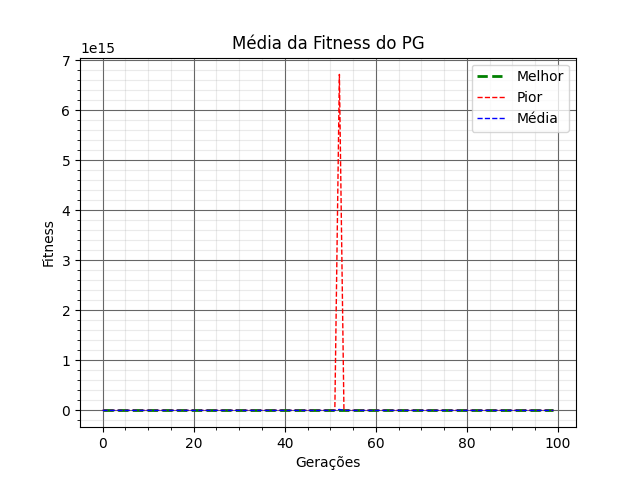 Média da Fitness do PG
1e15
7
6
5
4
3
2
1
0
Fitness
0 20 40 60 80 100
Gerações
Melhor
Pior
Média